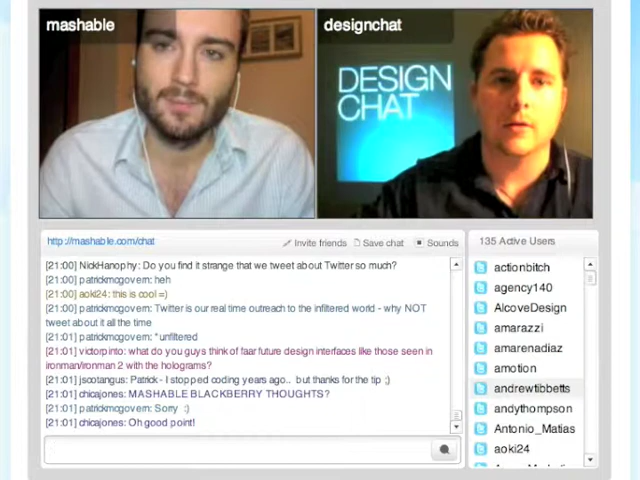 mashable
designchat
DESIGN
CHAT
http://mashable.com/chat
Invite friends
Save chat
Sounds
135 Active Users
[21:00] NickHanophy: Do you find it strange that we tweet about Twitter so much?
[21:00] patrickmcgovern: heh
[21:00] aoki24: this is cool =)
[21:00] patrickmcgovern: Twitter is our real time outreach to the infiltered world - why NOT
tweet about it all the time
[21:01] patrickmcgovern: *unfiltered
[21:01] victorpinto: what do you guys think of faar future design interfaces like those seen in
ironman/ironman 2 with the holograms?
[21:01] jscotangus: Patrick - I stopped coding years ago.. but thanks for the tip ;)
[21:01] chicajones: MASHABLE BLACKBERRY THOUGHTS?
[21:01] patrickmcgovern: Sorry :)
[21:01] chicajones: Oh good point!
actionbitch
agency140
AlcoveDesign
amarazzi
amarenadiaz
amotion
andrewtibbetts
andythompson
Antonio_Matias
aoki24